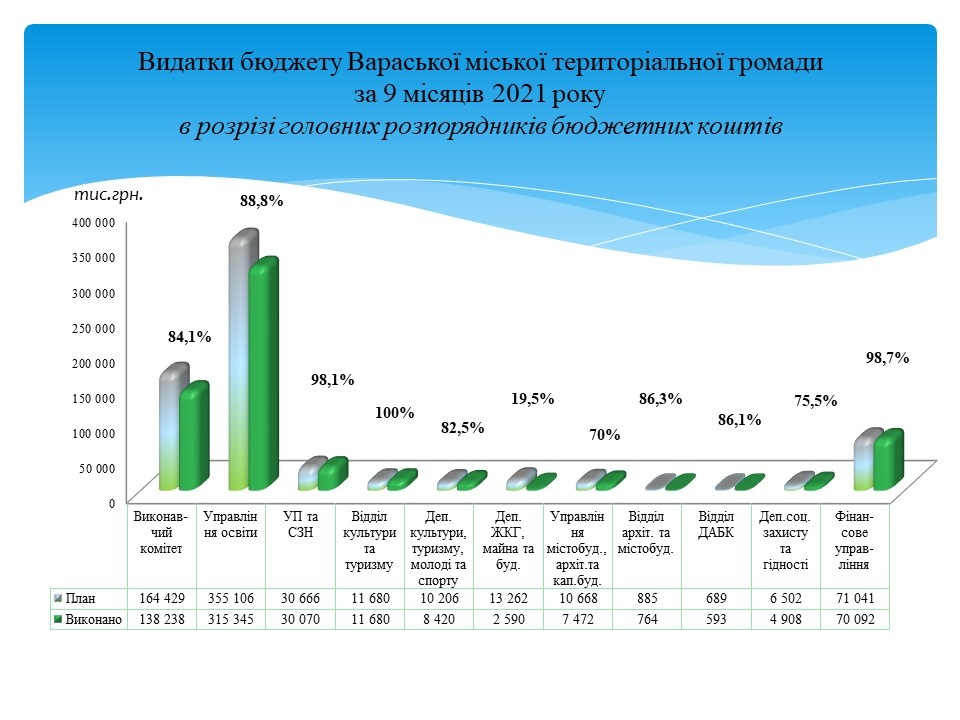 Видатки бюджету Вараської міської територіальної громади
за 9 місяців 2021 року
в розрізі головних розпорядників бюджетних коштів
тис.грн.
88,8%
84,1%
98,1%
100%
82,5%
19,5%
70%
86,3%
86,1%
75,5%
98,7%
400 000
350 000
300 000
250 000
200 000
150 000
100 000
50 000
0
Виконав-
чий
комітет
Управлін
ня освіти
УП та
СЗН
Відділ
культури
та
туризму
Деп.
культури,
туризму,
молоді та
спорту
Деп.
ЖКГ,
майна та
буд.
Управлін
ня
містобуд.,
архіт.та
кап.буд.
Відділ
архіт. та
містобуд.
Відділ
ДАБК
Деп.соц.
захисту
та
гідності
Фінан-
сове
управ-
ління
План 164 429 355 106 30 666 11 680 10 206 13 262 10 668 885 689 6 502 71 041
Виконано 138 238 315 345 30 070 11 680 8 420 2 590 7 472 764 593 4 908 70 092